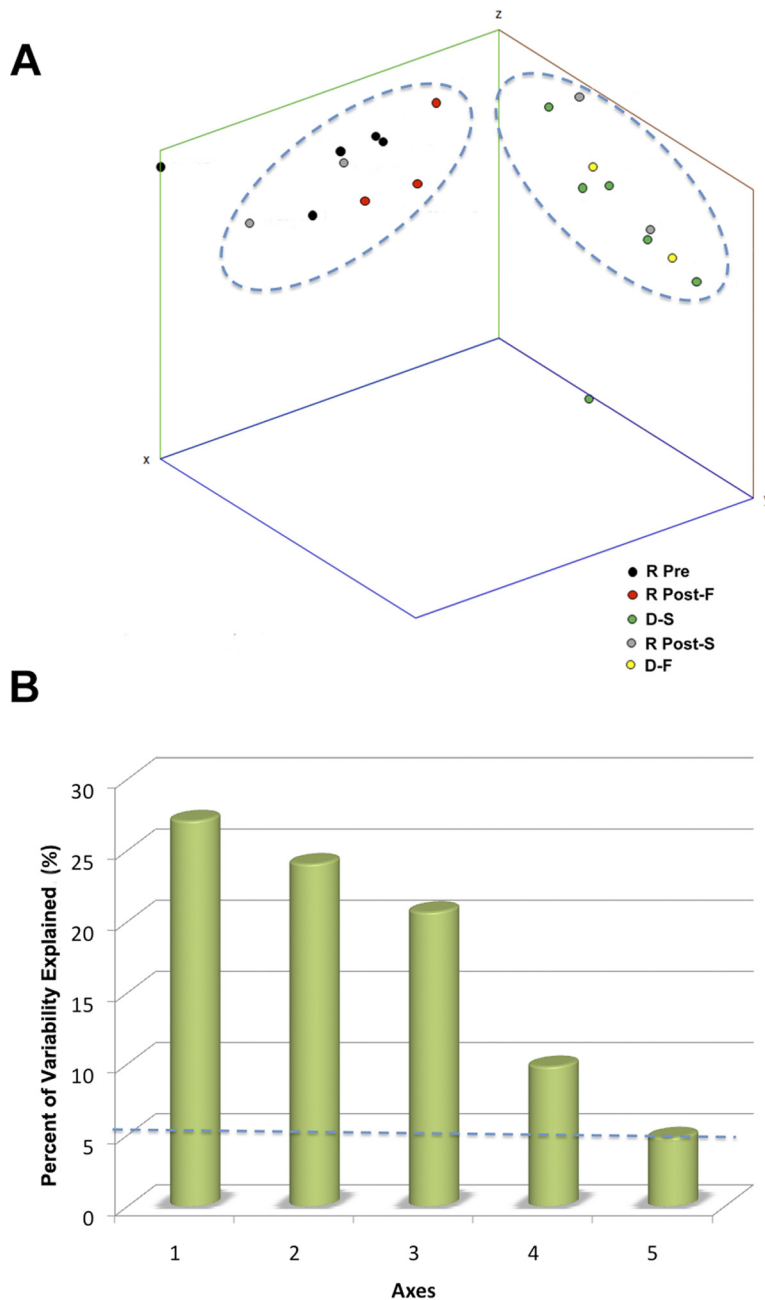 A
z
x
y
R Pre
R Post-F
D-S
R Post-S
D-F
B
Percent of Variability Explained (%)
30
25
20
15
10
5
0
1 2 3 4 5
Axes